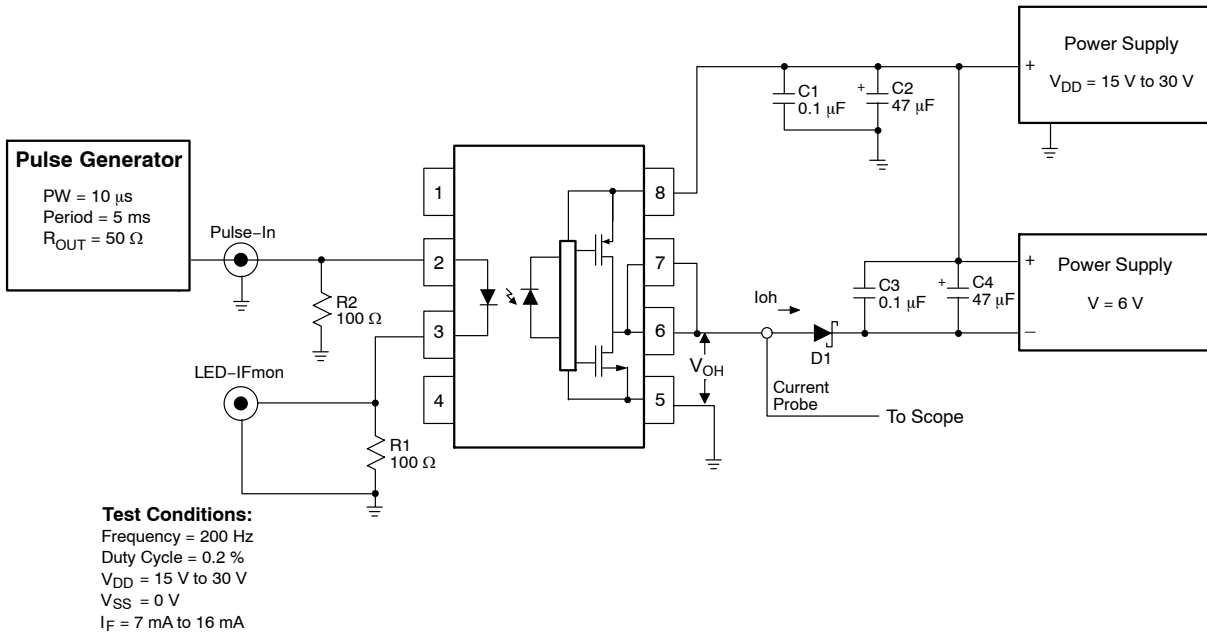 Pulse Generator
PW = 10 μs
Period = 5 ms
R_OUT = 50 Ω
Pulse–In
R2
100 Ω
LED–IFmon
R1
100 Ω
1
2
3
4
8
7
6
5
V_OH
C1
0.1 μF
+
C2
47 μF
+
Power Supply
V_DD = 15 V to 30 V
Ioh
D1
Current
Probe
To Scope
C3
0.1 μF
+
C4
47 μF
+
–
Power Supply
V = 6 V
Test Conditions:
Frequency = 200 Hz
Duty Cycle = 0.2 %
V_DD = 15 V to 30 V
V_SS = 0 V
I_F = 7 mA to 16 mA